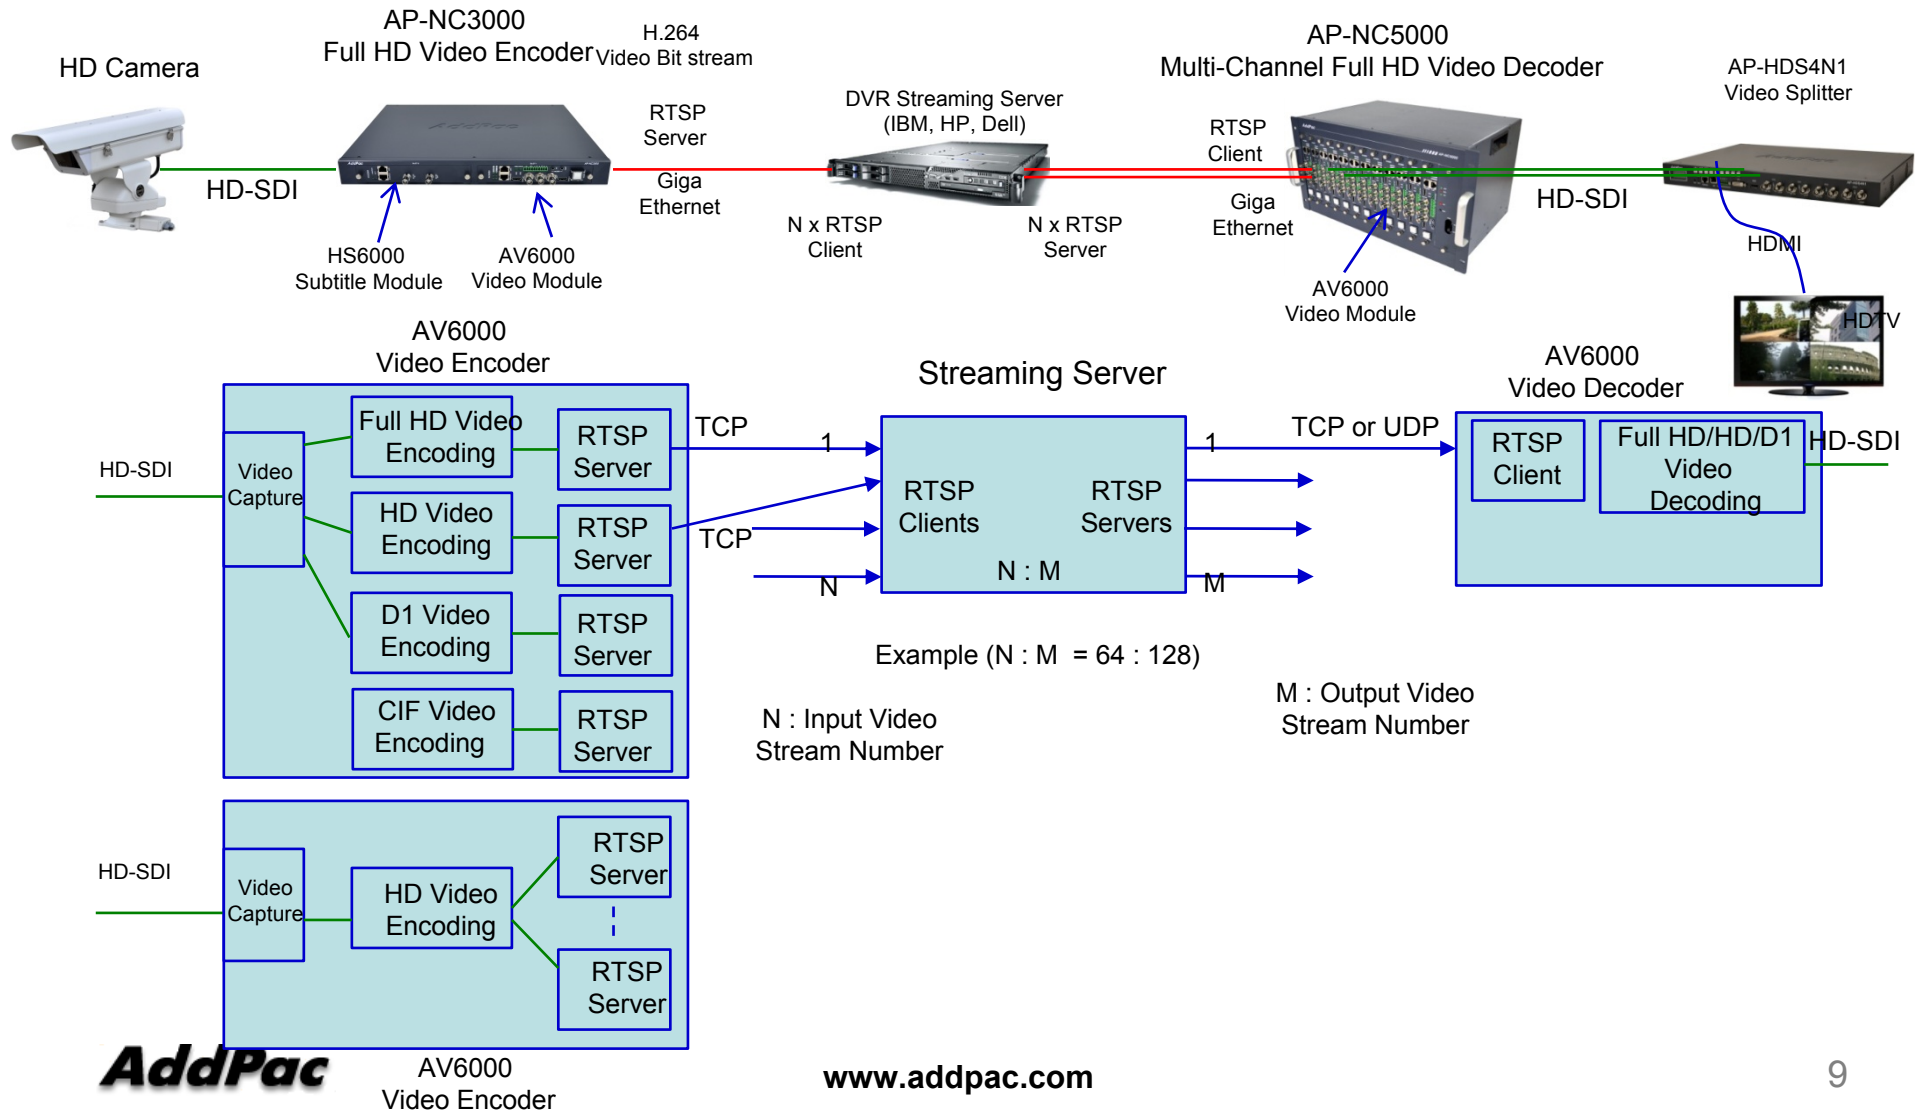 AP-NC3000
Full HD Video Encoder
H.264
Video Bit stream
HD Camera
AP-NC5000
Multi-Channel Full HD Video Decoder
AP-HDS4N1
Video Splitter
RTSP
Server
DVR Streaming Server
(IBM, HP, Dell)
RTSP
Client
HD-SDI
Giga
Ethernet
N x RTSP
Client
N x RTSP
Server
Giga
Ethernet
HD-SDI
HDMI
HS6000
Subtitle Module
AV6000
Video Module
AV6000
Video Module
HDTV
AV6000
Video Encoder
Streaming Server
AV6000
Video Decoder
HD-SDI
Video
Capture
Full HD Video
Encoding
RTSP
Server
HD Video
Encoding
RTSP
Server
D1 Video
Encoding
RTSP
Server
CIF Video
Encoding
RTSP
Server
TCP
TCP
1
N
RTSP
Clients
RTSP
Servers
N : M
1
M
TCP or UDP
RTSP
Client
Full HD/HD/D1
Video
Decoding
HD-SDI
Example (N : M = 64 : 128)
N : Input Video
Stream Number
M : Output Video
Stream Number
HD-SDI
Video
Capture
HD Video
Encoding
RTSP
Server
RTSP
Server
AddPac
AV6000
Video Encoder
www.addpac.com
9